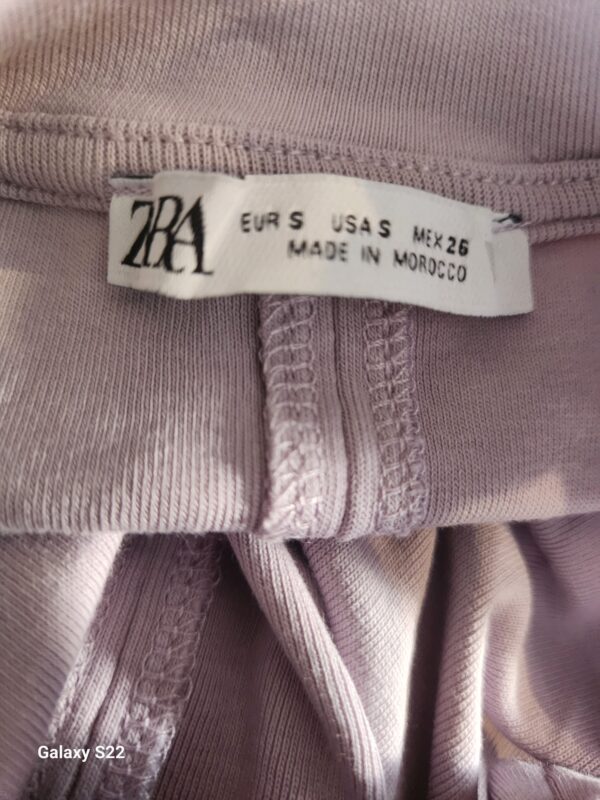 ZARA
EUR S USA S MEX 26
MADE IN MOROCCO
Galaxy S22